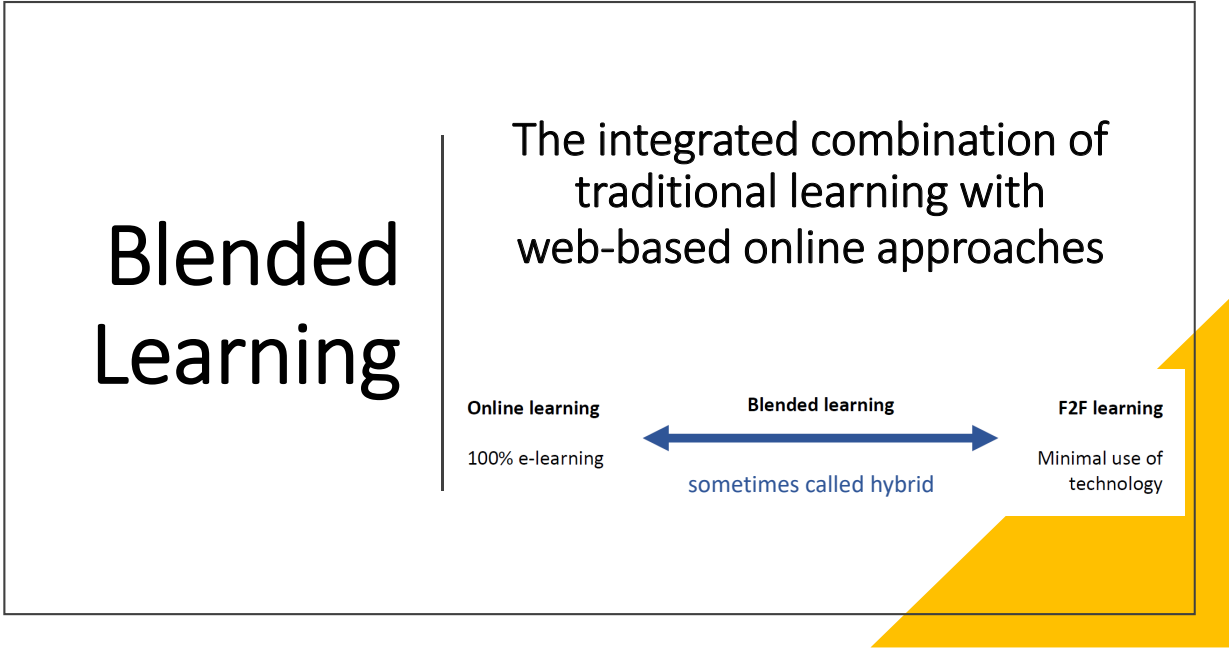 Blended
Learning
The integrated combination of
traditional learning with
web-based online approaches
Online learning
100% e-learning
Blended learning
sometimes called hybrid
F2F learning
Minimal use of
technology